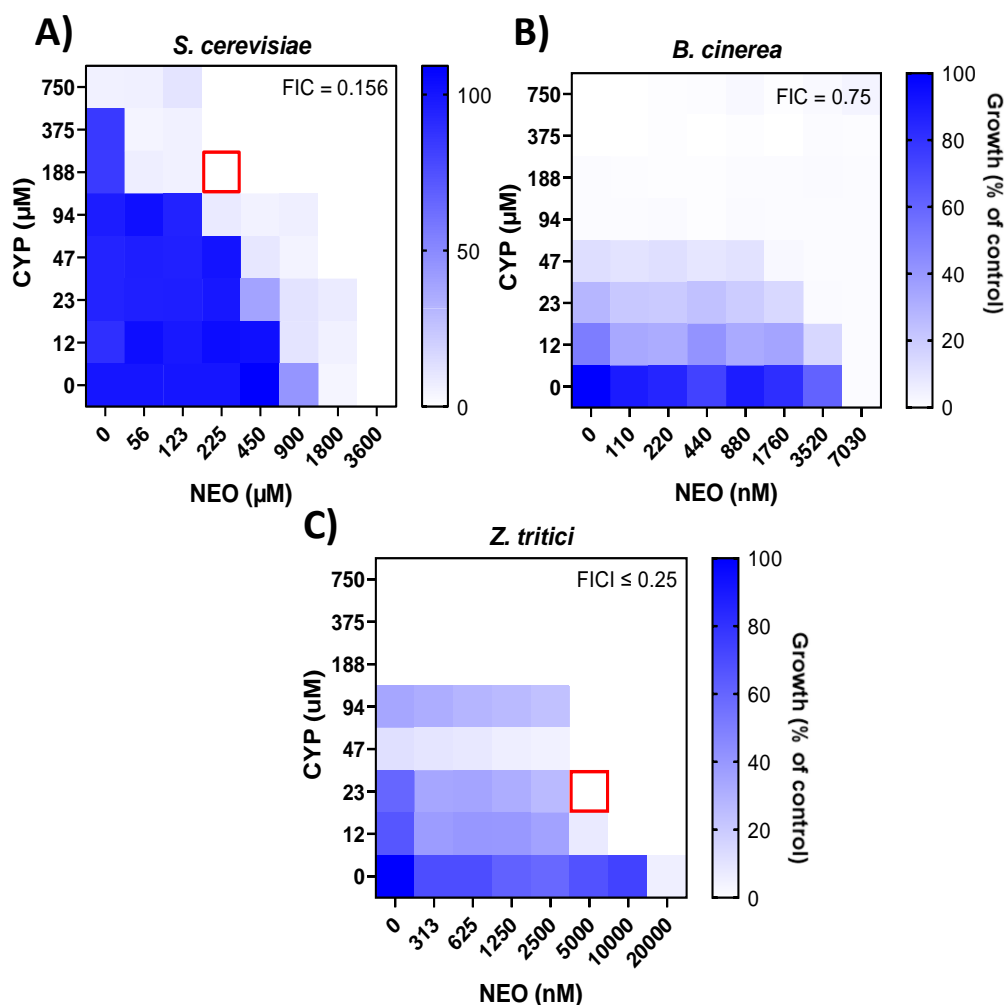 A)
S. cerevisiae
FIC = 0.156
CYP (µM)
750
375
188
94
47
23
12
0
0 56 123 225 450 900 1800 3600
NEO (µM)
100
50
0
B)
B. cinerea
FIC = 0.75
CYP (µM)
750
375
188
94
47
23
12
0
0 110 220 440 880 1760 3520 7030
NEO (nM)
100
80
60
40
20
0
Growth (% of control)
C)
Z. tritici
FICI ≤ 0.25
CYP (uM)
750
375
188
94
47
23
12
0
0 313 625 1250 2500 5000 10000 20000
NEO (nM)
100
80
60
40
20
0
Growth (% of control)